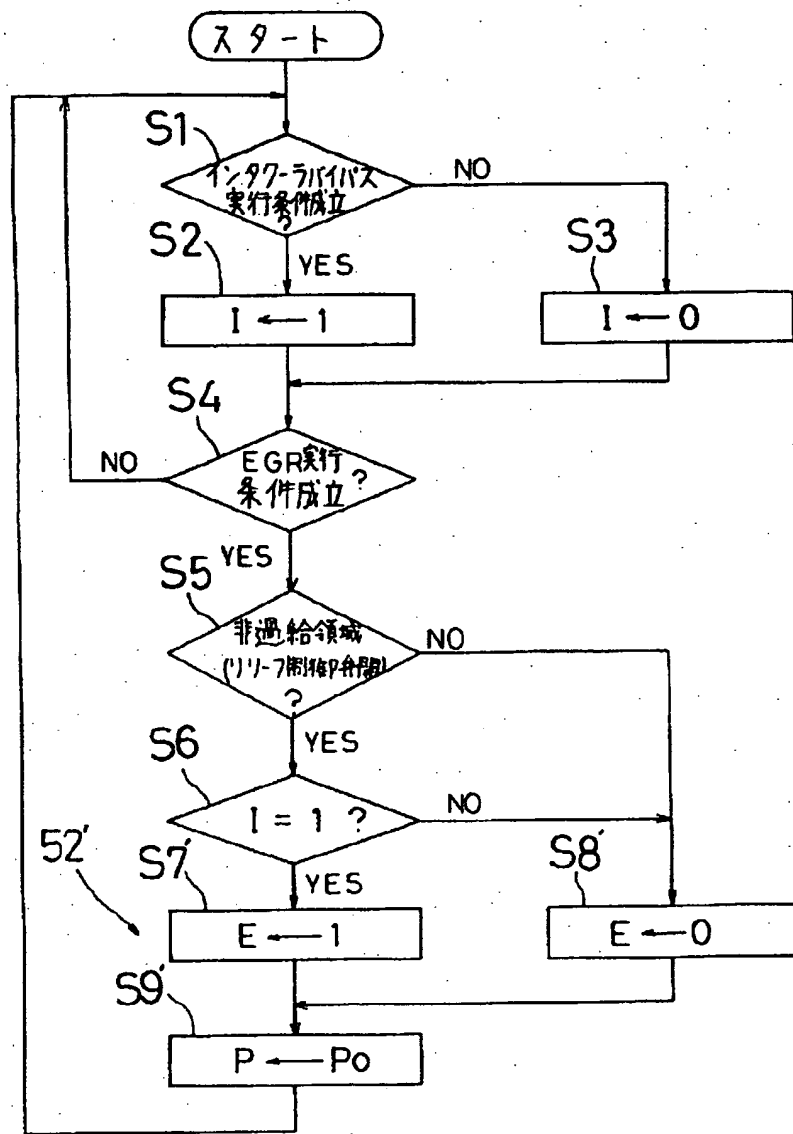 スタート
S1
インタクーラバイパス
実行条件成立
?
NO
YES
S2
I ← 1
S3
I ← 0
S4
EGR実行
条件成立?
NO
YES
S5
非過給領域
(リリーフ制御弁開)
?
NO
YES
S6
I = 1 ?
NO
YES
52'
S7'
E ← 1
S8'
E ← 0
S9'
P ← Po